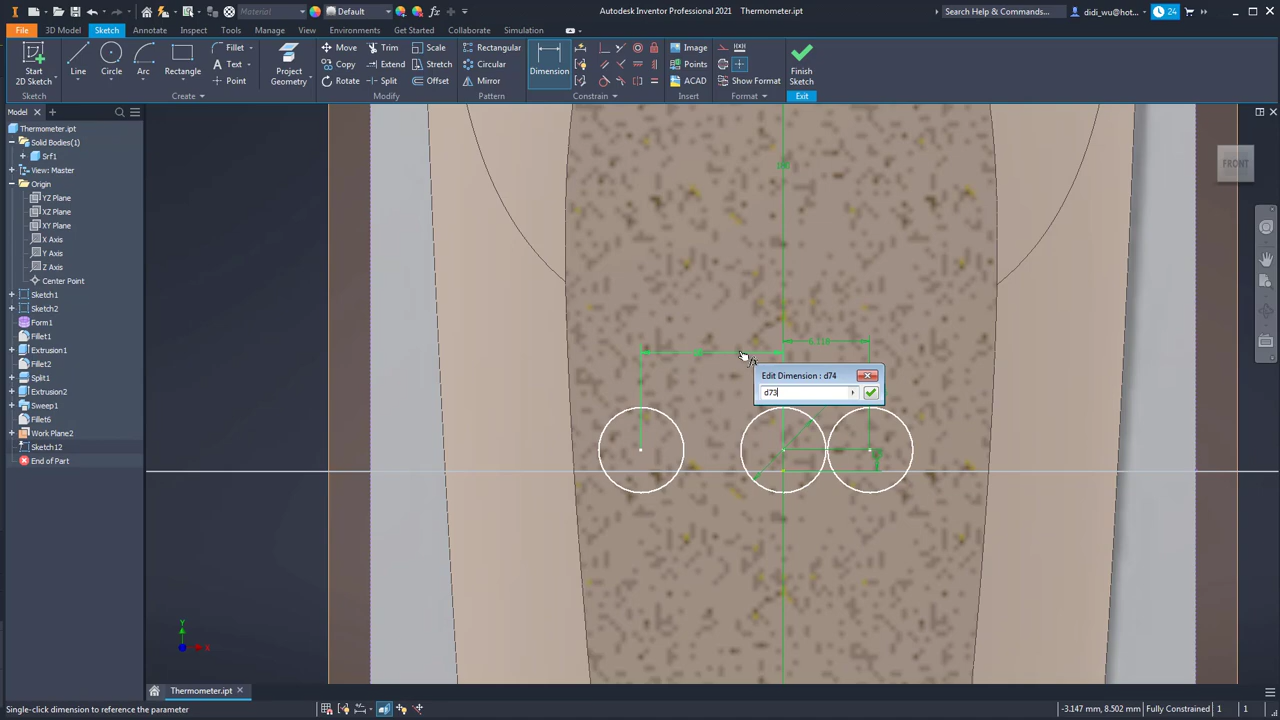 Material
Default
Autodesk Inventor Professional 2021 Thermometer.ipt
Search Help & Commands...
didi_wu@hot...
24
File
3D Model
Sketch
Annotate
Inspect
Tools
Manage
View
Environments
Get Started
Collaborate
Simulation
Start
2D Sketch
Line
Circle
Arc
Rectangle
Fillet
Text
Point
Project
Geometry
Move
Copy
Rotate
Trim
Extend
Split
Scale
Stretch
Offset
Rectangular
Circular
Mirror
Dimension
Image
Points
ACAD
Show Format
Finish
Sketch
Sketch
Create
Modify
Pattern
Constrain
Insert
Format
Exit
Model
Thermometer.ipt
Solid Bodies(1)
Srf1
View: Master
Origin
YZ Plane
XZ Plane
XY Plane
X Axis
Y Axis
Z Axis
Center Point
Sketch1
Sketch2
Form1
Fillet1
Extrusion1
Fillet2
Split1
Extrusion2
Sweep1
Fillet6
Work Plane2
Sketch12
End of Part
FRONT
6.118
fx
Edit Dimension : d74
d73
Y
X
Thermometer.ipt
Single-click dimension to reference the parameter
-3.147 mm, 8.502 mm
Fully Constrained
1
1